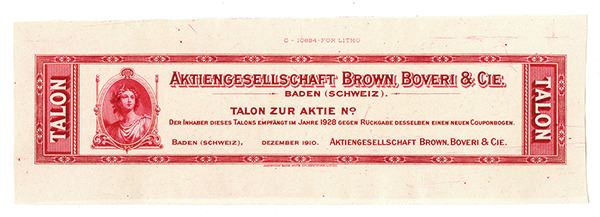 C - 10894 - FOR LITHO
TALON
AKTIENGESELLSCHAFT BROWN, BOVERI & CIE.
BADEN (SCHWEIZ).
TALON ZUR AKTIE No
DER INHABER DIESES TALONS EMPFÄNGT IM JAHRE 1928 GEGEN RÜCKGABE DESSELBEN EINEN NEUEN COUPONBOGEN.
BADEN (SCHWEIZ), DEZEMBER 1910. AKTIENGESELLSCHAFT BROWN, BOVERI & CIE.
TALON